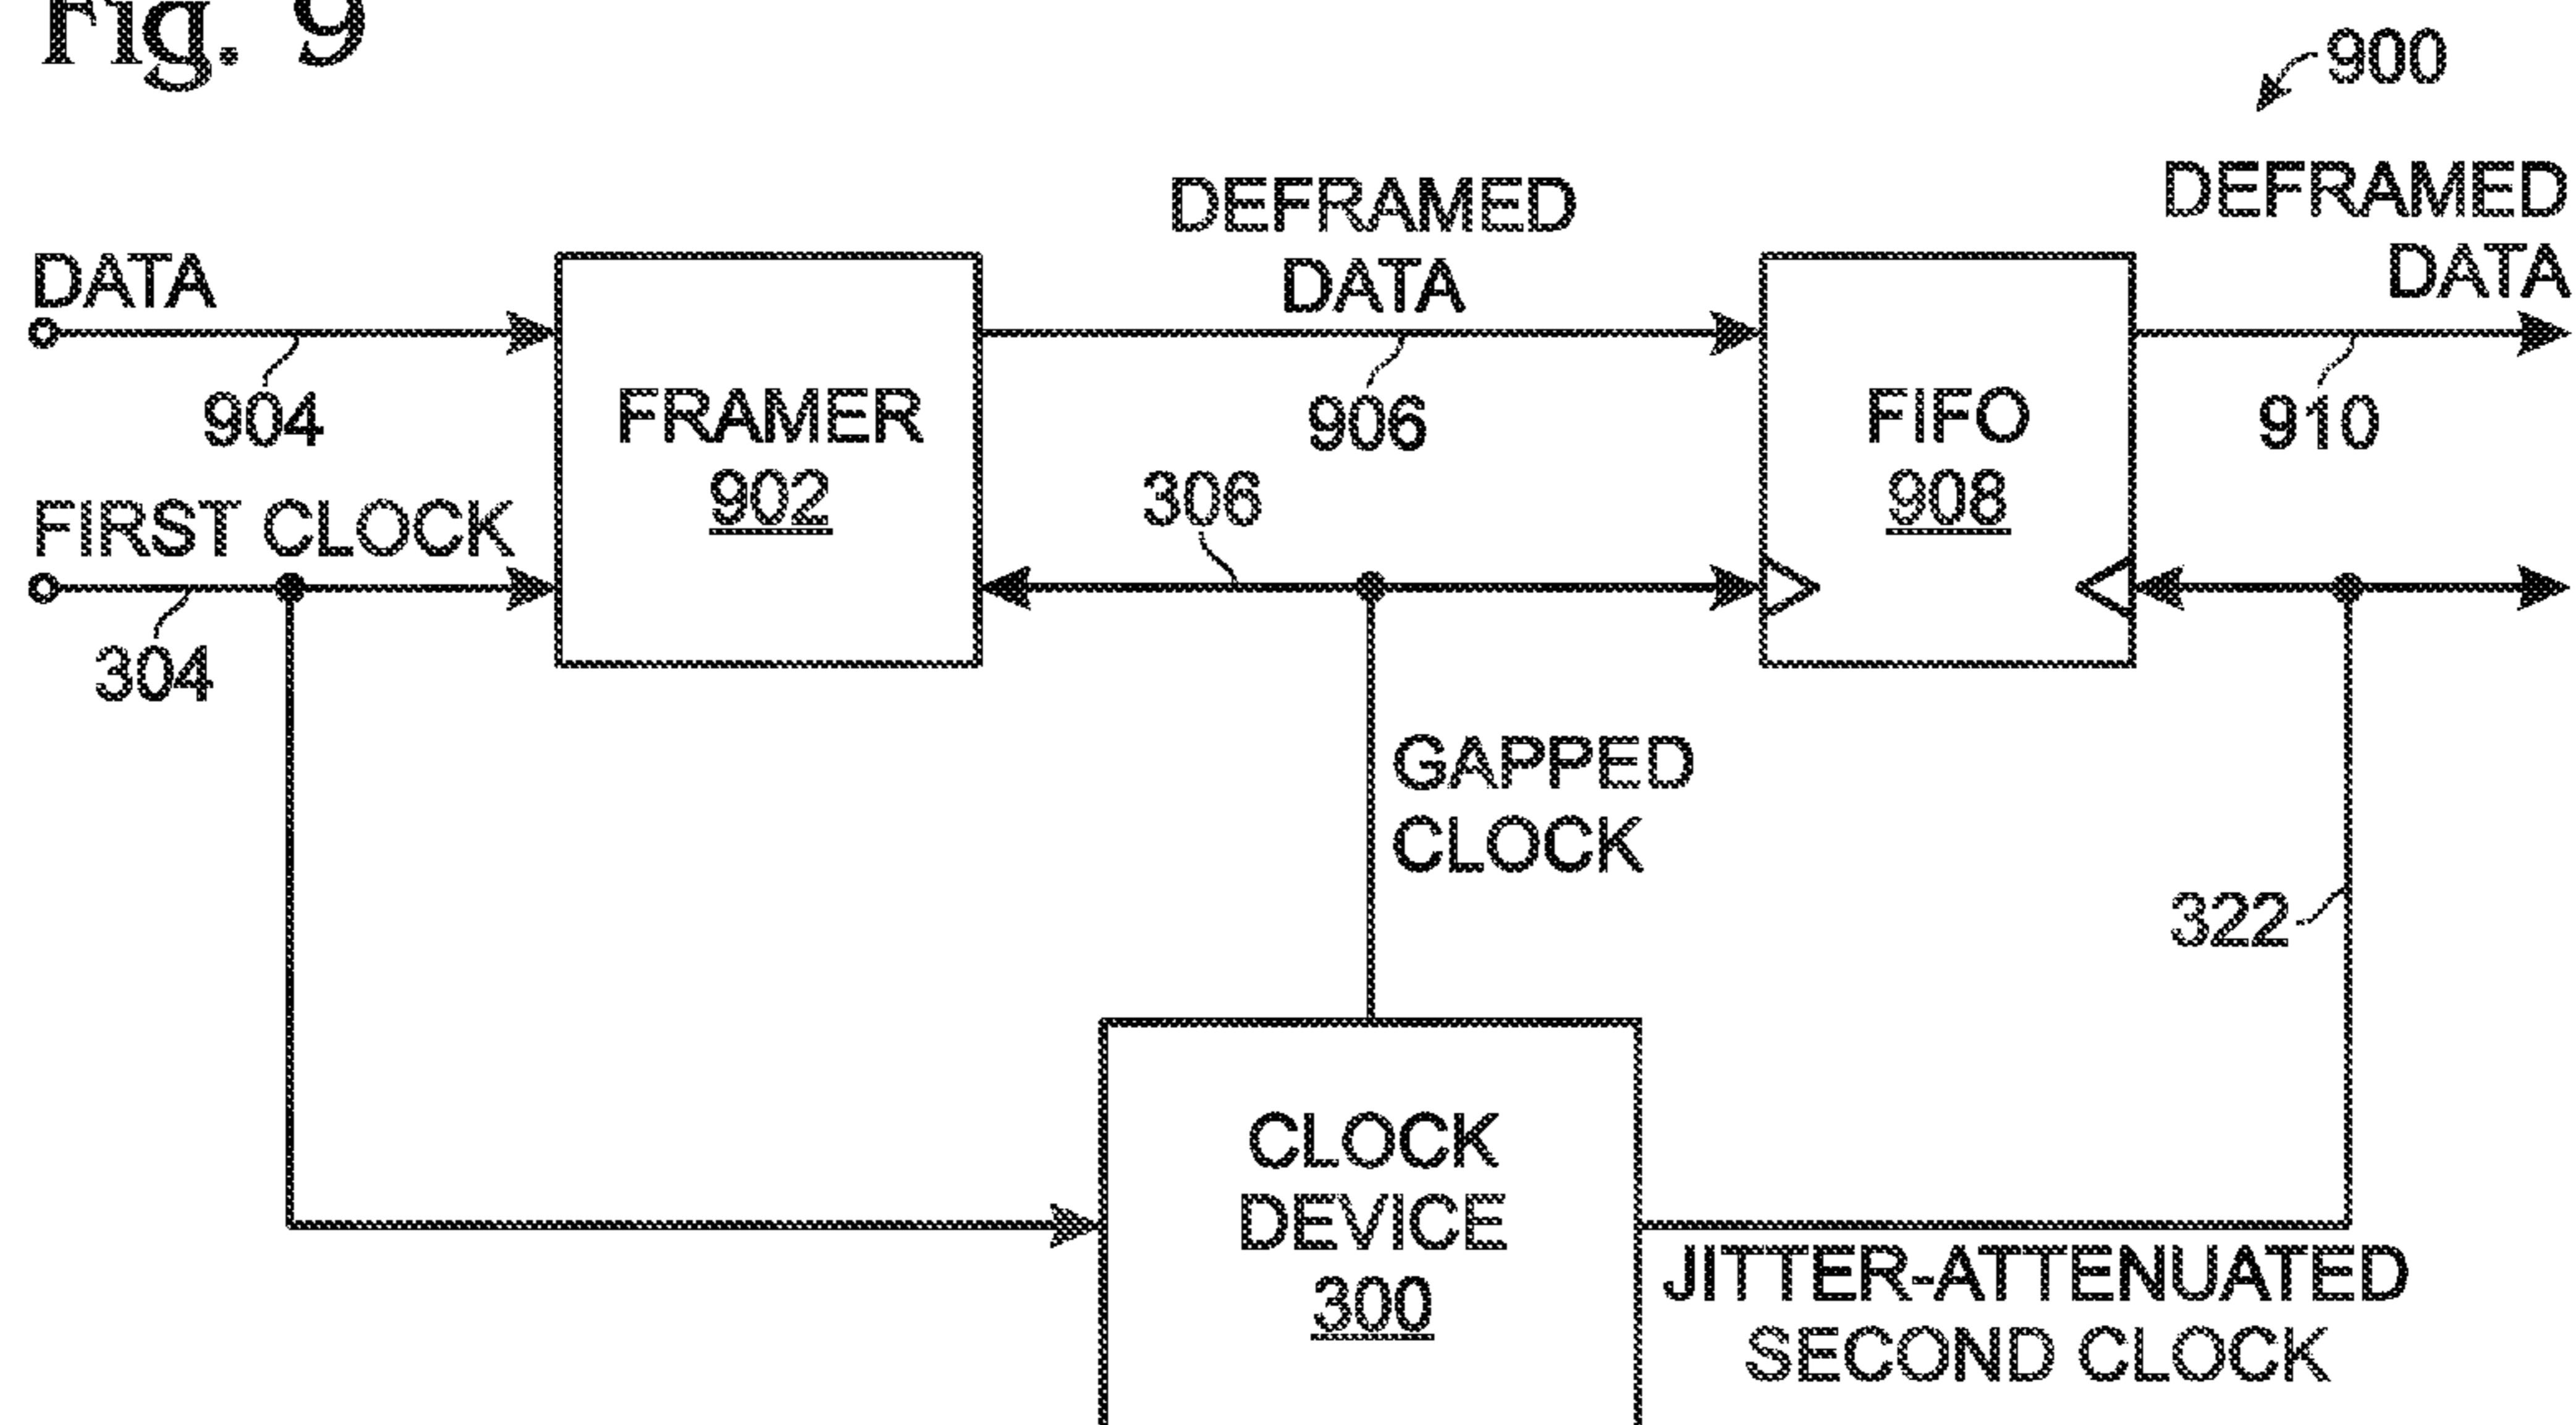 Fig. 9
900
DEFRAMED
DATA
DEFRAMED
DATA
DATA
904
FRAMER
902
906
FIFO
908
910
FIRST CLOCK
304
306
GAPPED
CLOCK
322
CLOCK
DEVICE
300
JITTER-ATTENUATED
SECOND CLOCK